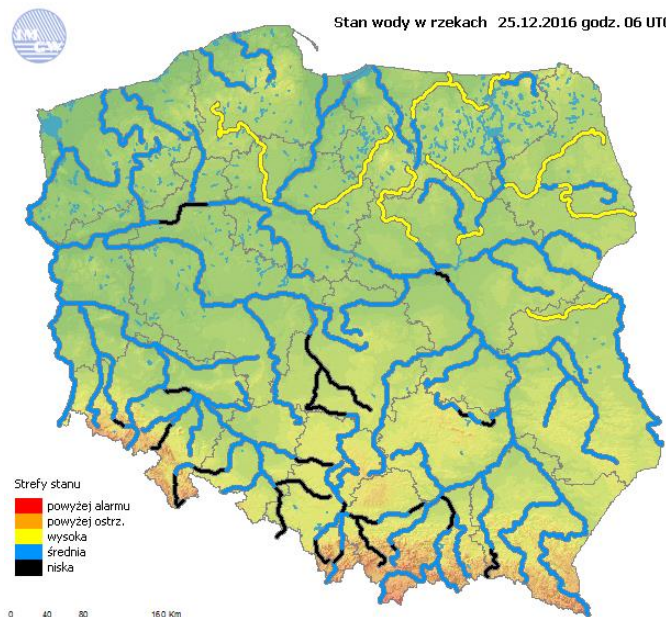 Stan wody w rzekach 25.12.2016 godz. 06 UT
Strefy stanu
powyżej alarmu
powyżej ostrz.
wysoka
średnia
niska
0 40 80 160 Km